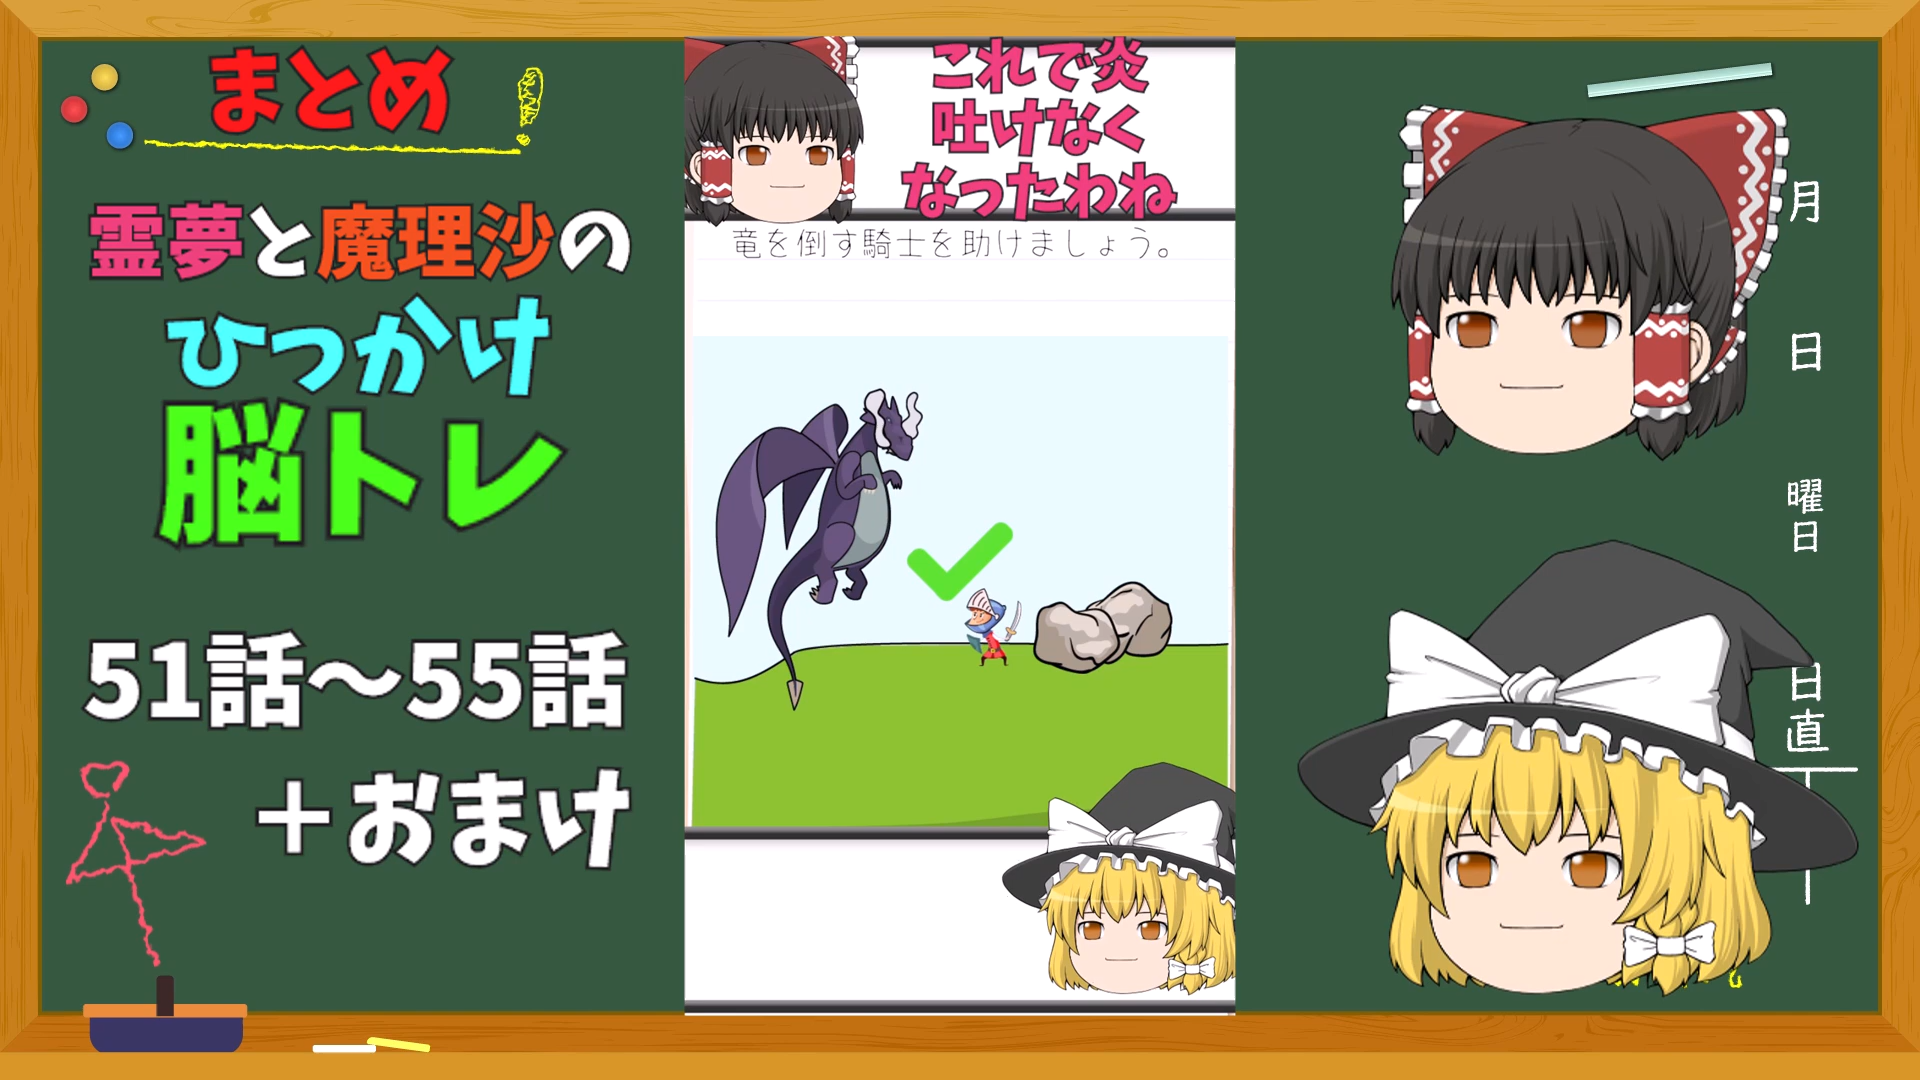 まとめ!
霊夢と魔理沙の
ひっかけ
脳トレ
51話～55話
＋おまけ
これで炎
吐けなく
なったわね
竜を倒す騎士を助けましょう。
月
日
曜日
日直